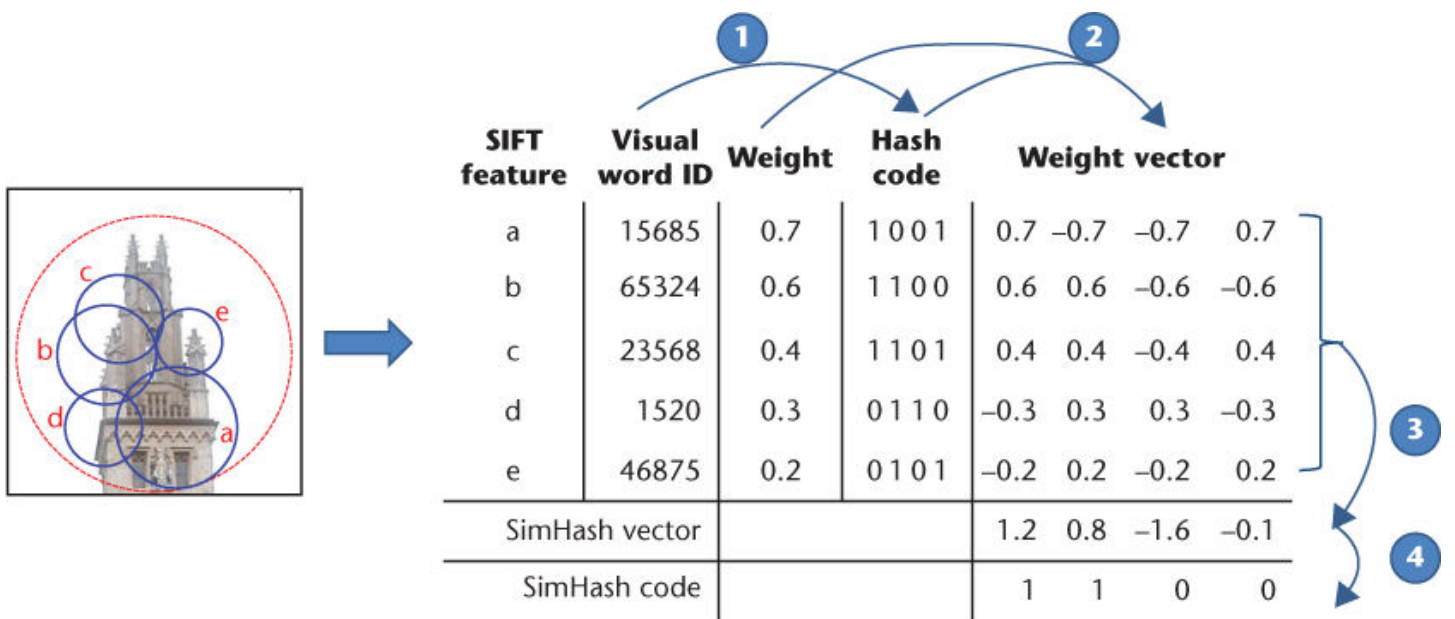 1 2
SIFT feature Visual word ID Weight Hash code Weight vector
a 15685 0.7 1 0 0 1 0.7 –0.7 –0.7 0.7
b 65324 0.6 1 1 0 0 0.6 0.6 –0.6 –0.6
c 23568 0.4 1 1 0 1 0.4 0.4 –0.4 0.4
d 1520 0.3 0 1 1 0 –0.3 0.3 0.3 –0.3
e 46875 0.2 0 1 0 1 –0.2 0.2 –0.2 0.2
SimHash vector 1.2 0.8 –1.6 –0.1
SimHash code 1 1 0 0
3
4
c
e
b
d
a